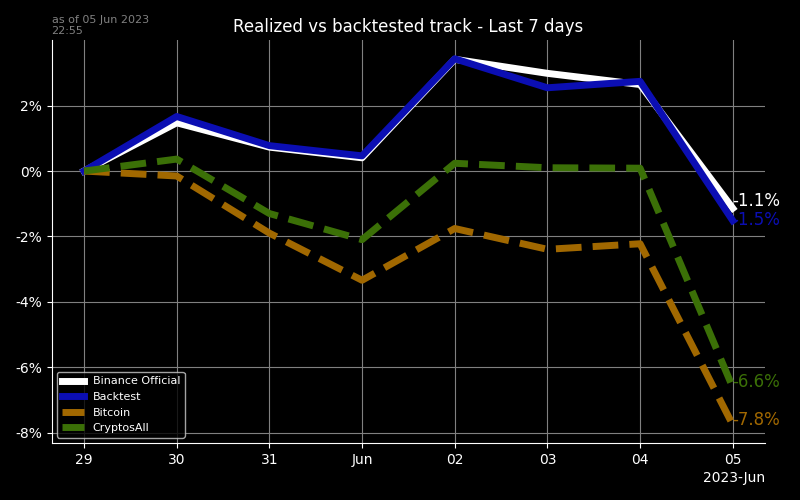 as of 05 Jun 2023
22:55
Realized vs backtested track - Last 7 days
2%
0%
-2%
-4%
-6%
-8%
-1.1%
-1.5%
-6.6%
-7.8%
Binance Official
Backtest
Bitcoin
CryptosAll
29
30
31
Jun
02
03
04
05
2023-Jun